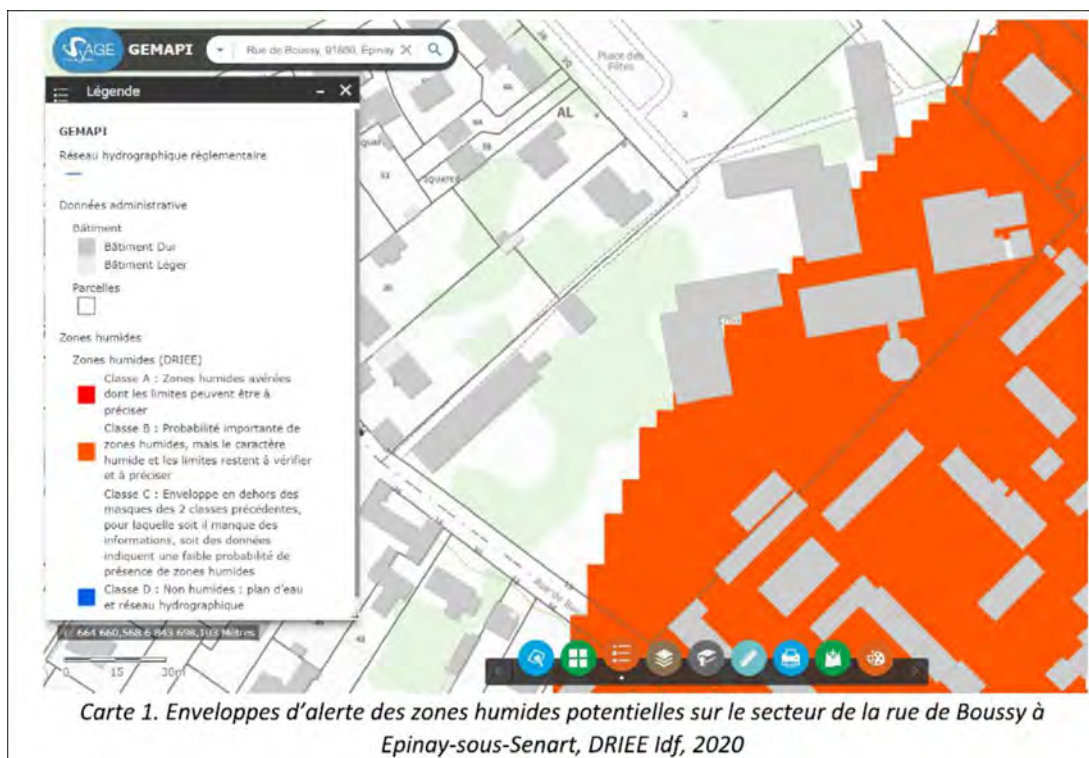 SAGE GEMAPI
Rue de Boussy, 91860, Épinay
Légende
GEMAPI
Réseau hydrographique règlementaire
Données administrative
Bâtiment
Bâtiment Dur
Bâtiment Léger
Parcelles
Zones humides
Zones humides (DRIEE)
Classe A : Zones humides avérées
dont les limites peuvent être à
préciser
Classe B : Probabilité importante de
zones humides, mais le caractère
humide et les limites restent à vérifier
et à préciser
Classe C : Enveloppe en dehors des
masques des 2 classes précédentes,
pour laquelle soit il manque des
informations, soit des données
indiquent une faible probabilité de
présence de zones humides
Classe D : Non humides : plan d'eau
et réseau hydrographique
664 660,568 6 843 698,103 Mètres
0 15 30m
Place des
Fêtes
AL
2
SQUARE
Rue de
Carte 1. Enveloppes d'alerte des zones humides potentielles sur le secteur de la rue de Boussy à
Epinay-sous-Senart, DRIEE Idf, 2020